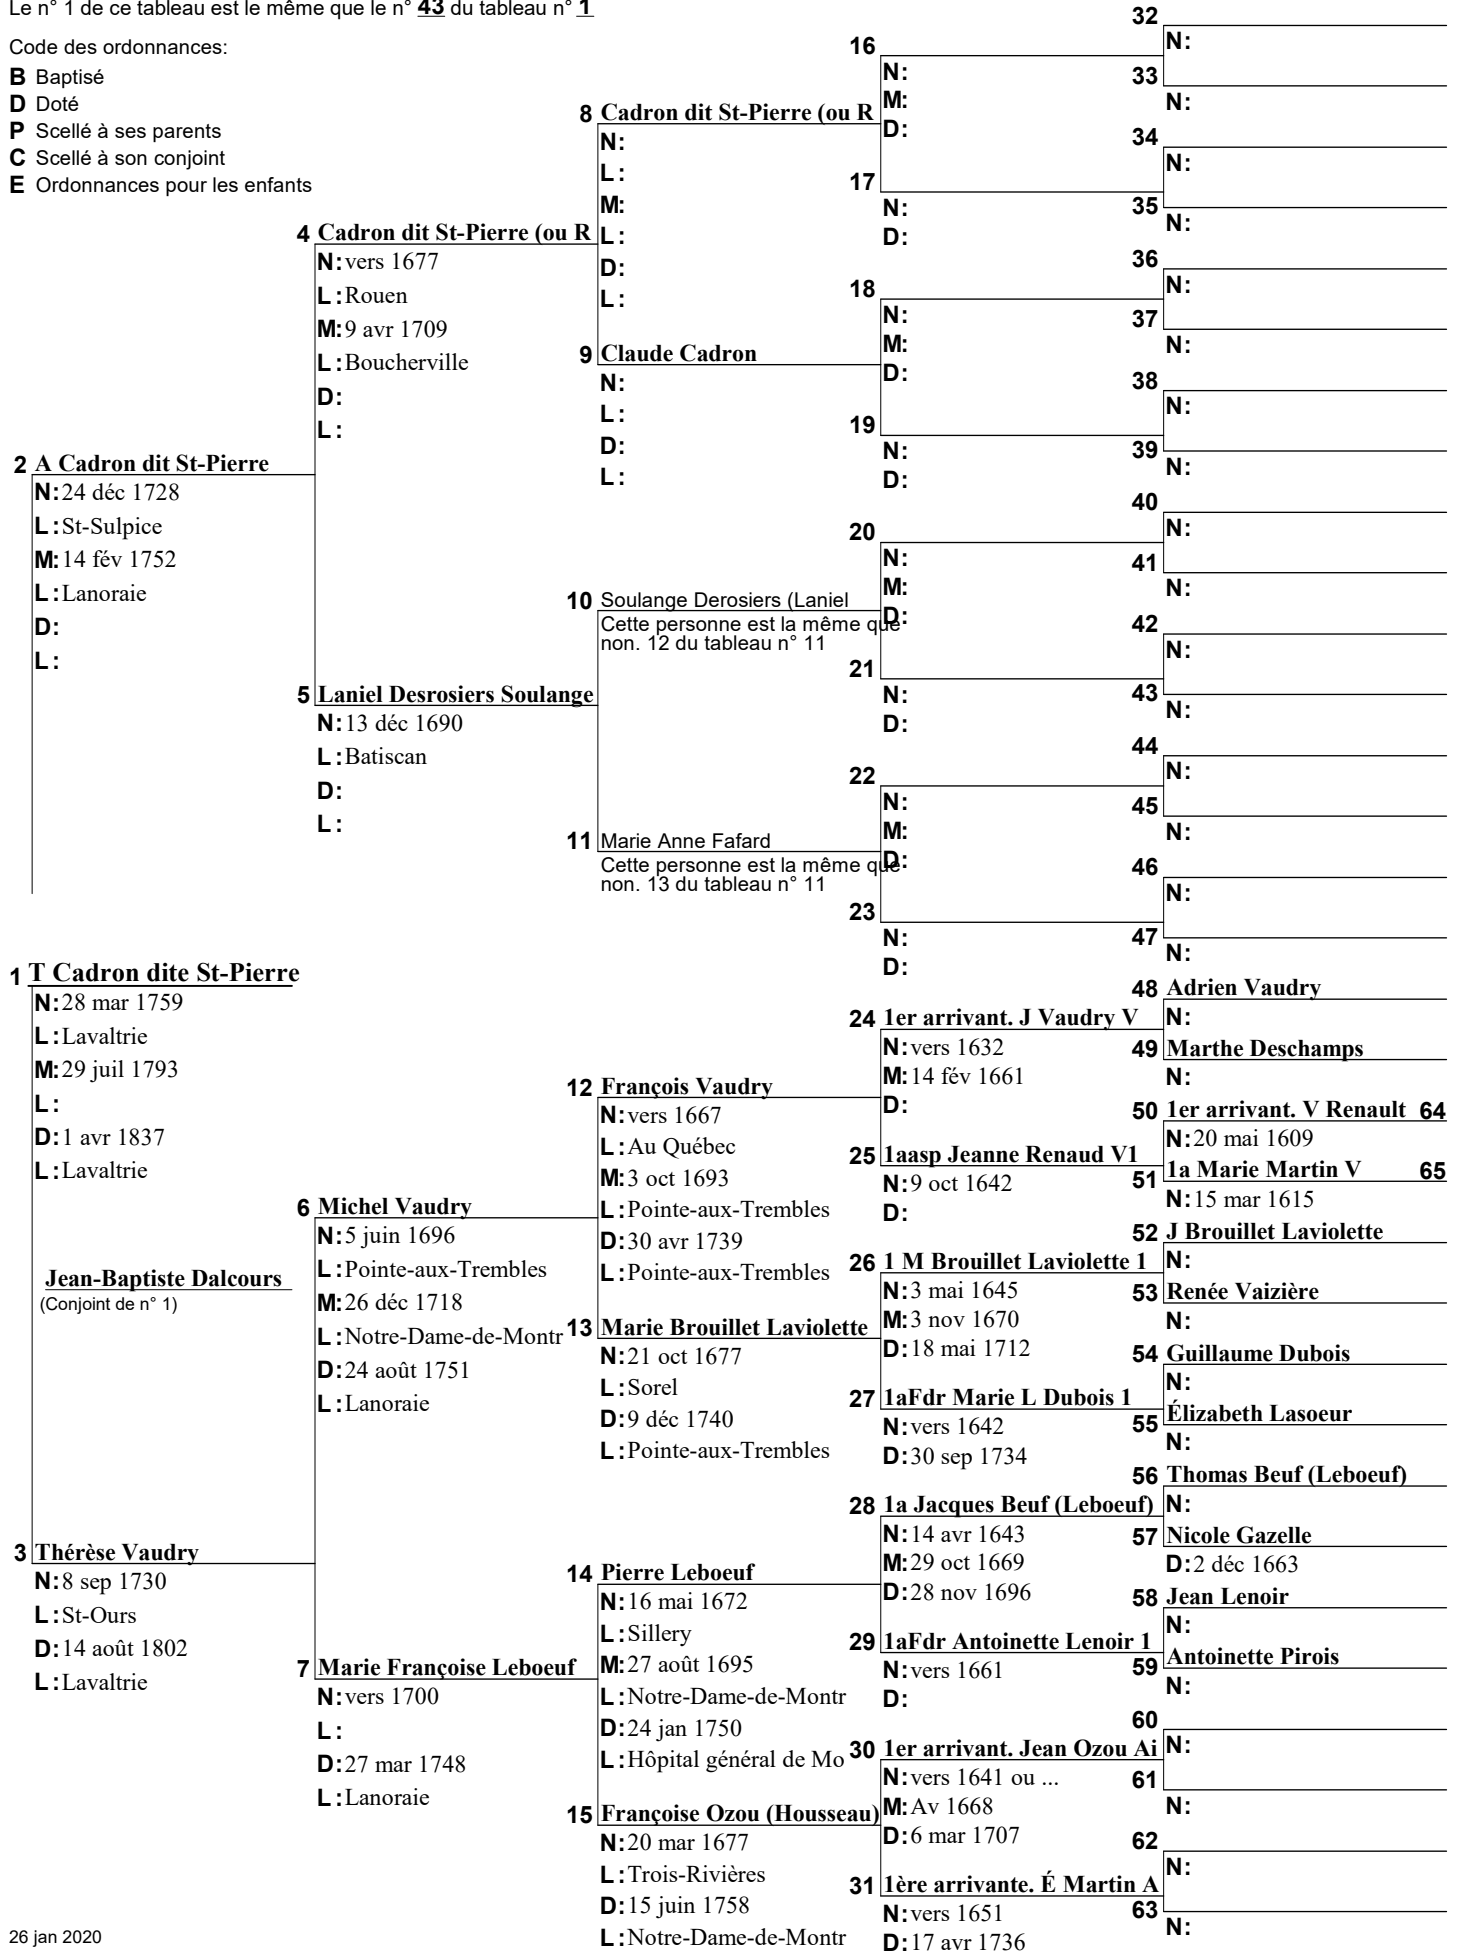 Le n° 1 de ce tableau est le même que le n° 43 du tableau n° 1
Code des ordonnances:
B Baptisé
D Doté
P Scellé à ses parents
C Scellé à son conjoint
E Ordonnances pour les enfants
2 A Cadron dit St-Pierre
N: 24 déc 1728
L: St-Sulpice
M: 14 fév 1752
L: Lanoraie
D:
L:
1 T Cadron dite St-Pierre
N: 28 mar 1759
L: Lavaltrie
M: 29 juil 1793
L:
D: 1 avr 1837
L: Lavaltrie
Jean-Baptiste Dalcours
(Conjoint de n° 1)
3 Thérèse Vaudry
N: 8 sep 1730
L: St-Ours
D: 14 août 1802
L: Lavaltrie
4 Cadron dit St-Pierre (ou R
N: vers 1677
L: Rouen
M: 9 avr 1709
L: Boucherville
D:
L:
5 Laniel Desrosiers Soulange
N: 13 déc 1690
L: Batiscan
D:
L:
6 Michel Vaudry
N: 5 juin 1696
L: Pointe-aux-Trembles
M: 26 déc 1718
L: Notre-Dame-de-Montr
D: 24 août 1751
L: Lanoraie
7 Marie Françoise Leboeuf
N: vers 1700
L:
D: 27 mar 1748
L: Lanoraie
8 Cadron dit St-Pierre (ou R
N:
L:
M:
L:
D:
L:
9 Claude Cadron
N:
L:
D:
L:
10 Soulange Derosiers (Laniel
Cette personne est la même que
non. 12 du tableau n° 11
11 Marie Anne Fafard
Cette personne est la même que
non. 13 du tableau n° 11
12 François Vaudry
N: vers 1667
L: Au Québec
M: 3 oct 1693
L: Pointe-aux-Trembles
D: 30 avr 1739
L: Pointe-aux-Trembles
13 Marie Brouillet Laviolette
N: 21 oct 1677
L: Sorel
D: 9 déc 1740
L: Pointe-aux-Trembles
14 Pierre Leboeuf
N: 16 mai 1672
L: Sillery
M: 27 août 1695
L: Notre-Dame-de-Montr
D: 24 jan 1750
L: Hôpital général de Mo
15 Françoise Ozou (Housseau)
N: 20 mar 1677
L: Trois-Rivières
D: 15 juin 1758
L: Notre-Dame-de-Montr
16
N:
M:
D:
17
N:
D:
18
N:
M:
D:
19
N:
D:
20
N:
M:
D:
21
N:
D:
22
N:
M:
D:
23
N:
D:
24 1er arrivant. J Vaudry V
N: vers 1632
M: 14 fév 1661
D:
25 1aasp Jeanne Renaud V1
N: 9 oct 1642
D:
26 1 M Brouillet Laviolette 1
N: 3 mai 1645
M: 3 nov 1670
D: 18 mai 1712
27 1aFdr Marie L Dubois 1
N: vers 1642
D: 30 sep 1734
28 1a Jacques Beuf (Leboeuf)
N: 14 avr 1643
M: 29 oct 1669
D: 28 nov 1696
29 1aFdr Antoinette Lenoir 1
N: vers 1661
D:
30 1er arrivant. Jean Ozou Ai
N: vers 1641 ou ...
M: Av 1668
D: 6 mar 1707
31 1ère arrivante. É Martin A
N: vers 1651
D: 17 avr 1736
32
N:
33
N:
34
N:
35
N:
36
N:
37
N:
38
N:
39
N:
40
N:
41
N:
42
N:
43
N:
44
N:
45
N:
46
N:
47
N:
48 Adrien Vaudry
N:
49 Marthe Deschamps
N:
50 1er arrivant. V Renault 64
N: 20 mai 1609
51 1a Marie Martin V 65
N: 15 mar 1615
52 J Brouillet Laviolette
N:
53 Renée Vaizière
N:
54 Guillaume Dubois
N:
55 Élizabeth Lasoeur
N:
56 Thomas Beuf (Leboeuf)
N:
57 Nicole Gazelle
D: 2 déc 1663
58 Jean Lenoir
N:
59 Antoinette Pirois
N:
60
N:
61
N:
62
N:
63
N:
26 jan 2020